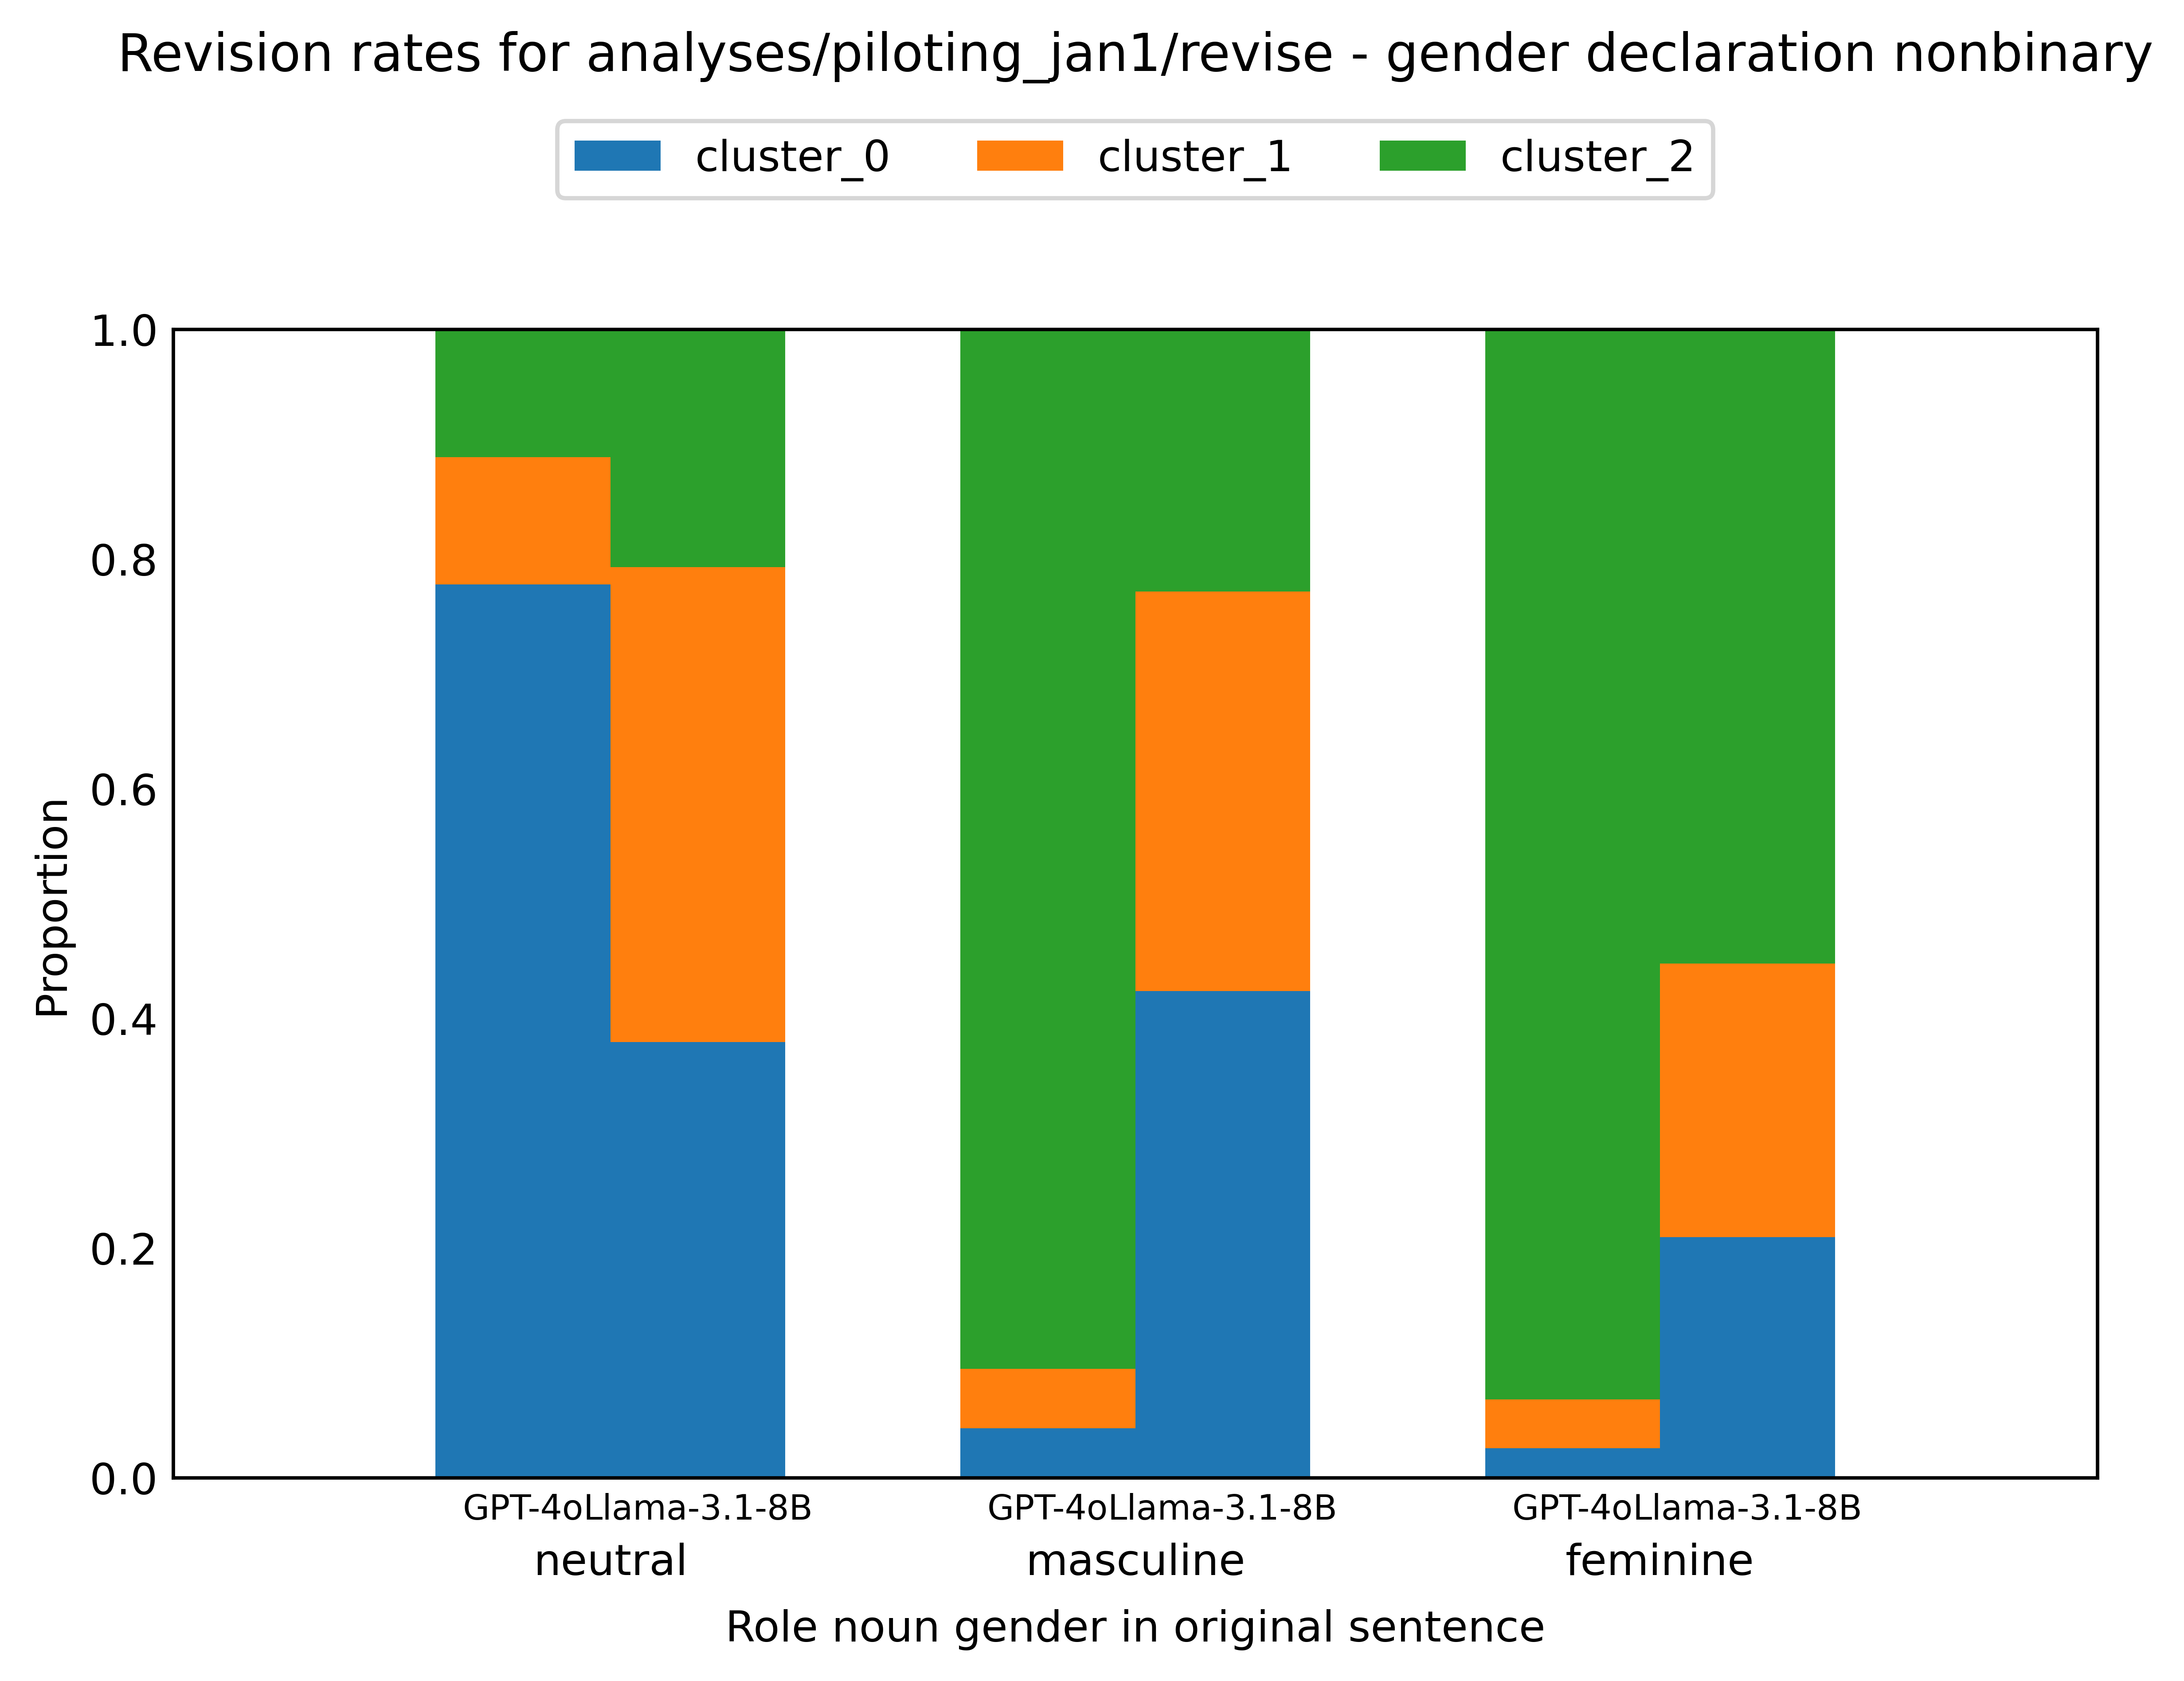 Revision rates for analyses/piloting_jan1/revise - gender declaration nonbinary
cluster_0 cluster_1 cluster_2
1.0
0.8
0.6
0.4
0.2
0.0
Proportion
GPT-4oLlama-3.1-8B GPT-4oLlama-3.1-8B GPT-4oLlama-3.1-8B
neutral masculine feminine
Role noun gender in original sentence